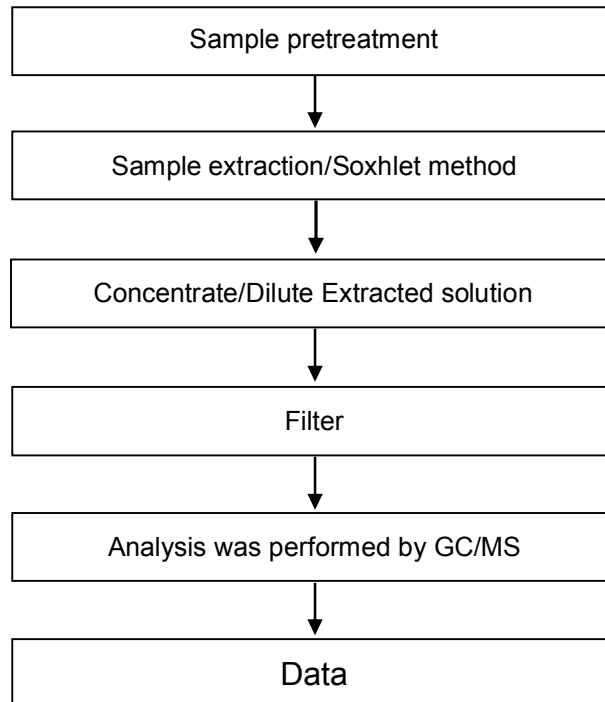 Sample pretreatment
Sample extraction/Soxhlet method
Concentrate/Dilute Extracted solution
Filter
Analysis was performed by GC/MS
Data